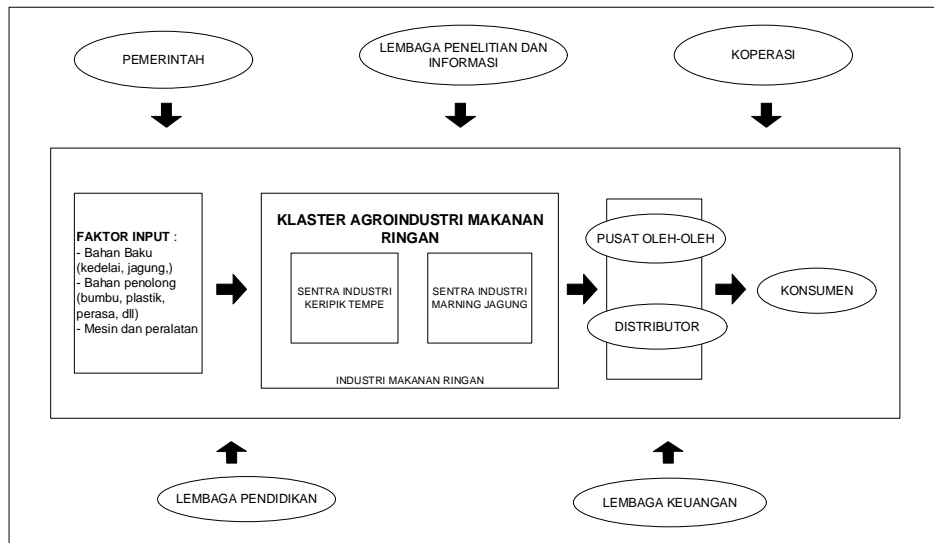 PEMERINTAH
LEMBAGA PENELITIAN DAN
INFORMASI
KOPERASI
FAKTOR INPUT :
- Bahan Baku
(kedelai, jagung,)
- Bahan penolong
(bumbu, plastik,
perasa, dll)
- Mesin dan peralatan
KLASTER AGROINDUSTRI MAKANAN
RINGAN
SENTRA INDUSTRI
KERIPIK TEMPE
SENTRA INDUSTRI
MARNING JAGUNG
INDUSTRI MAKANAN RINGAN
PUSAT OLEH-OLEH
DISTRIBUTOR
KONSUMEN
LEMBAGA PENDIDIKAN
LEMBAGA KEUANGAN